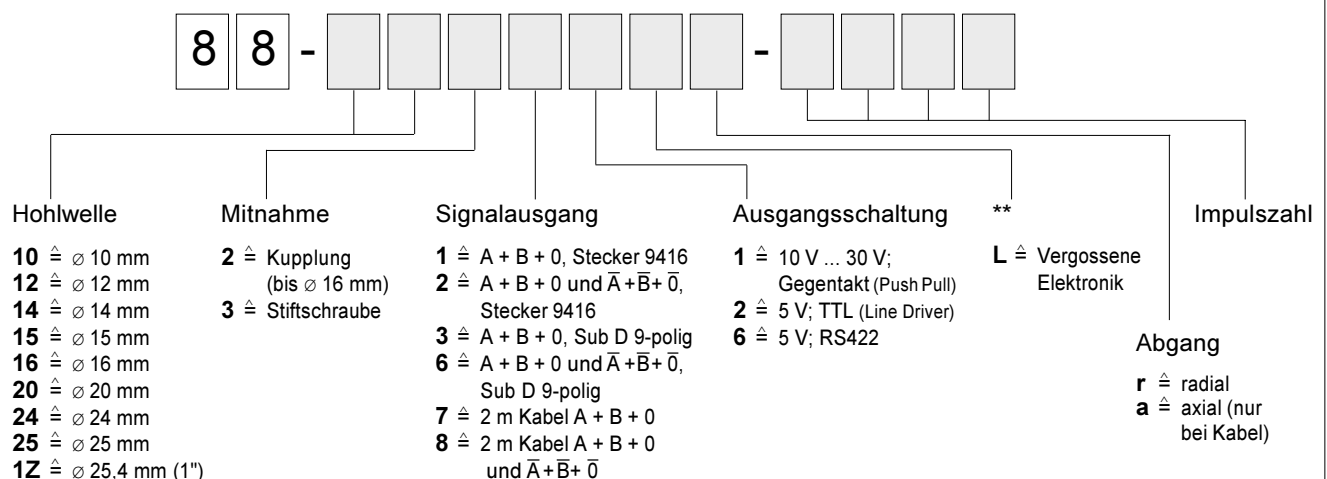 8 8 - -
Hohlwelle
10 ≙ ⌀ 10 mm
12 ≙ ⌀ 12 mm
14 ≙ ⌀ 14 mm
15 ≙ ⌀ 15 mm
16 ≙ ⌀ 16 mm
20 ≙ ⌀ 20 mm
24 ≙ ⌀ 24 mm
25 ≙ ⌀ 25 mm
1Z ≙ ⌀ 25,4 mm (1")
Mitnahme
2 ≙ Kupplung
(bis ⌀ 16 mm)
3 ≙ Stiftschraube
Signalausgang
1 ≙ A + B + 0, Stecker 9416
2 ≙ A + B + 0 und A̅ +B̅+ 0̅,
Stecker 9416
3 ≙ A + B + 0, Sub D 9-polig
6 ≙ A + B + 0 und A̅ +B̅+ 0̅,
Sub D 9-polig
7 ≙ 2 m Kabel A + B + 0
8 ≙ 2 m Kabel A + B + 0
und A̅+B̅+ 0̅
Ausgangsschaltung
1 ≙ 10 V ... 30 V;
Gegentakt (Push Pull)
2 ≙ 5 V; TTL (Line Driver)
6 ≙ 5 V; RS422
**
L ≙ Vergossene
Elektronik
Abgang
r ≙ radial
a ≙ axial (nur
bei Kabel)
Impulszahl